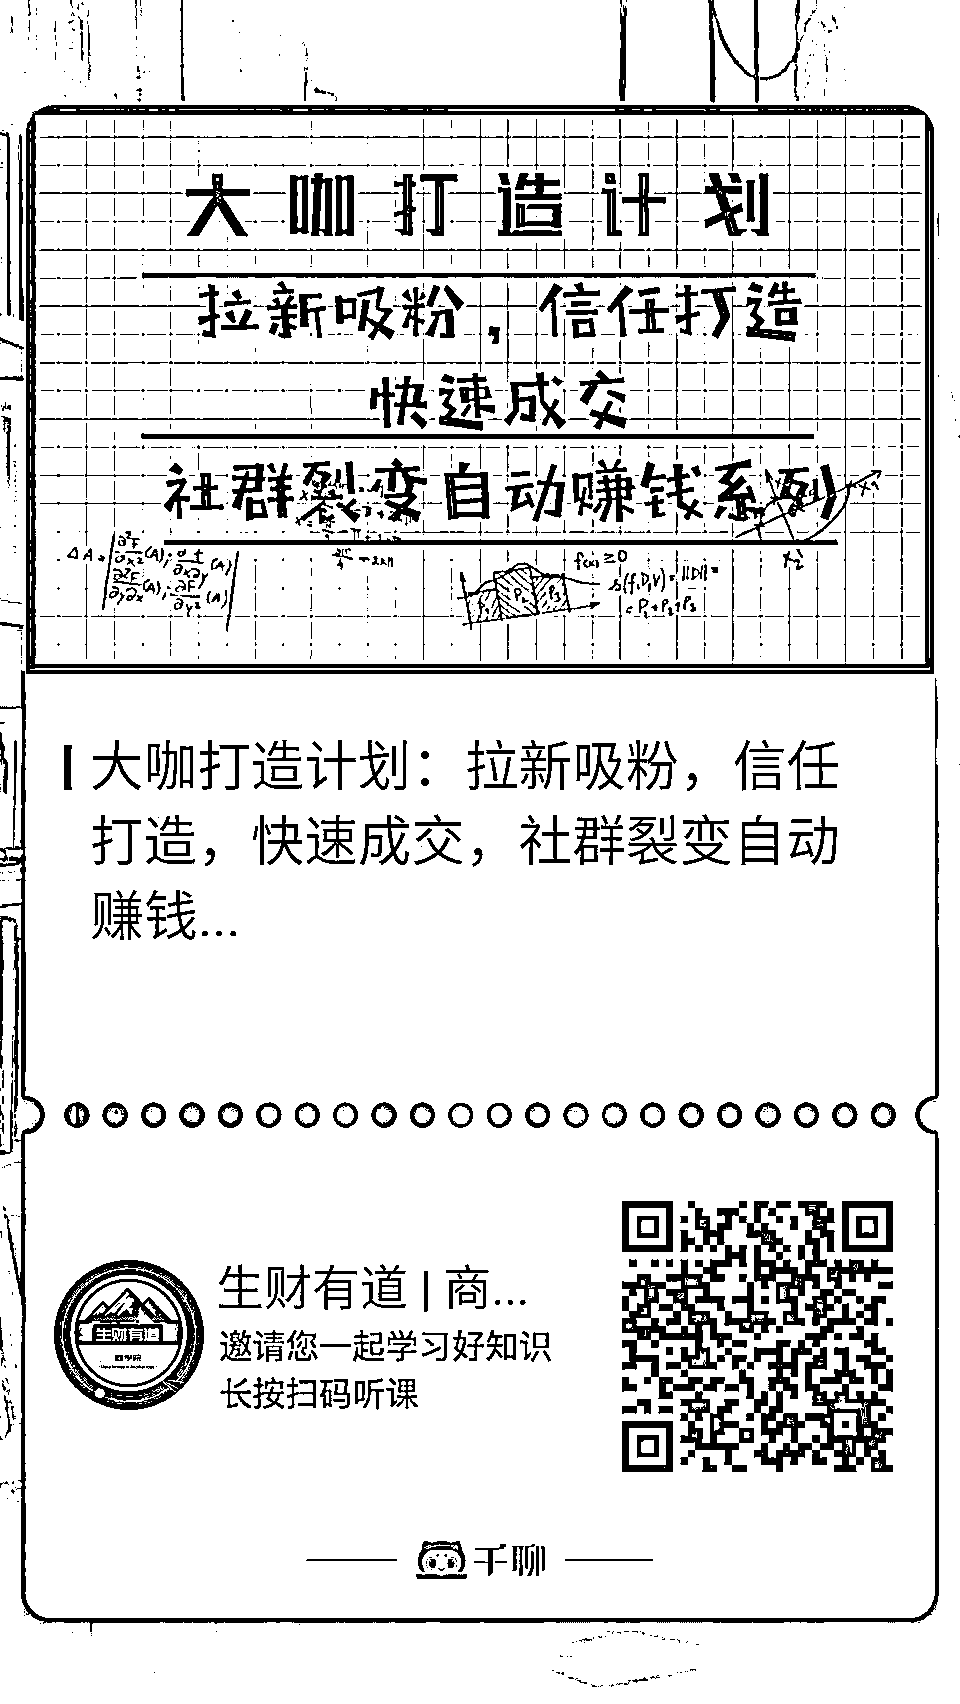 大咖打造计划
拉新吸粉，信任打造
快速成交
社群裂变自动赚钱系列
f(x)≥0
大咖打造计划：拉新吸粉，信任
打造，快速成交，社群裂变自动
赚钱...
生财有道
生财有道 | 商...
邀请您一起学习好知识
长按扫码听课
千聊